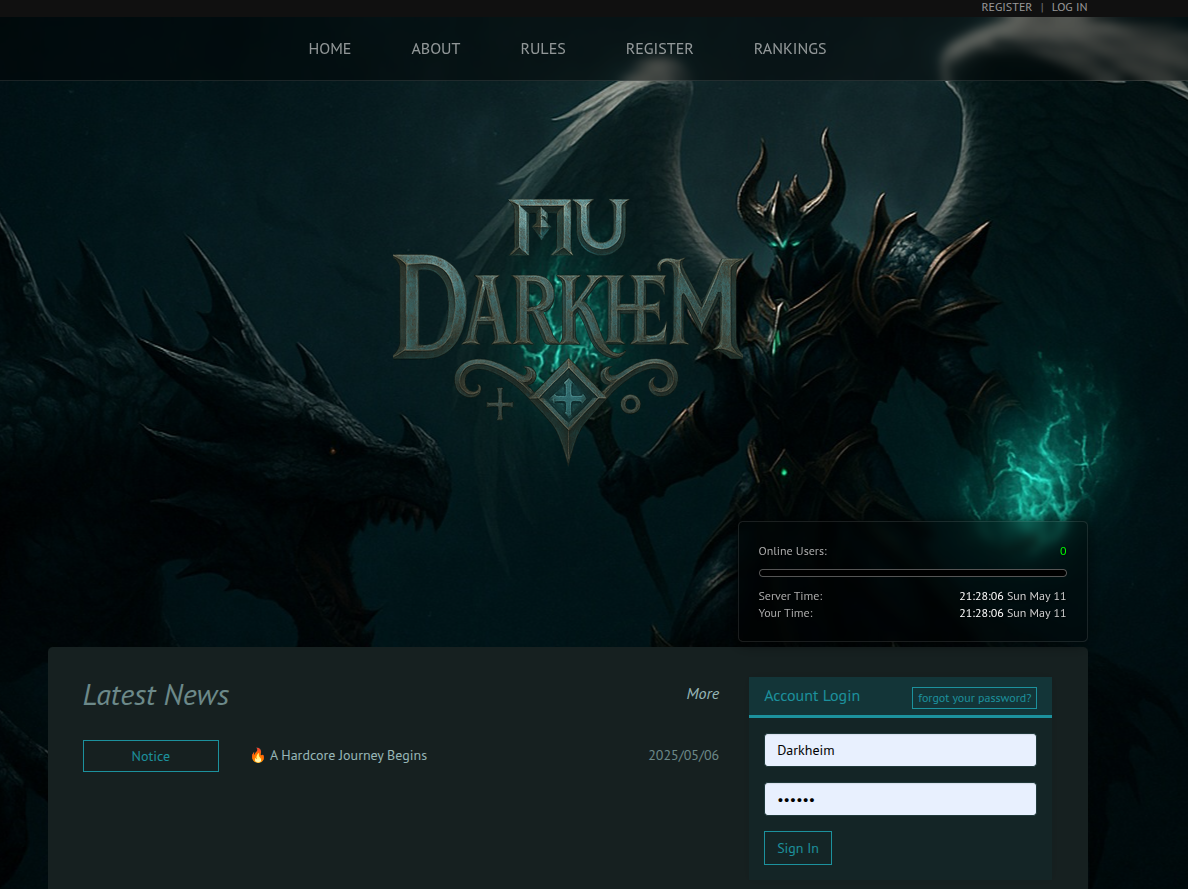 REGISTER | LOG IN
HOME ABOUT RULES REGISTER RANKINGS
MU
DARKHEM
Online Users: 0
Server Time: 21:28:06 Sun May 11
Your Time: 21:28:06 Sun May 11
Latest News More
Notice 🔥 A Hardcore Journey Begins 2025/05/06
Account Login forgot your password?
Darkheim
••••••
Sign In